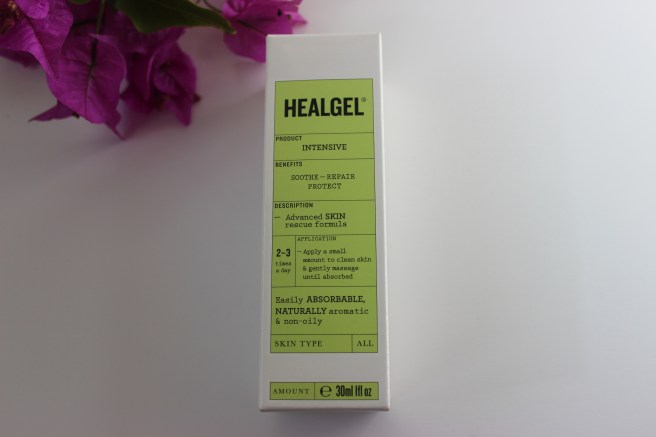 HEALGEL®
PRODUCT
INTENSIVE
BENEFITS
SOOTHE—REPAIR
PROTECT
DESCRIPTION
— Advanced SKIN
rescue formula
2-3
times
a day
APPLICATION
—Apply a small
amount to clean skin
& gently massage
until absorbed
Easily ABSORBABLE,
NATURALLY aromatic
& non-oily
SKIN TYPE ALL
AMOUNT ℮ 30ml 1fl oz